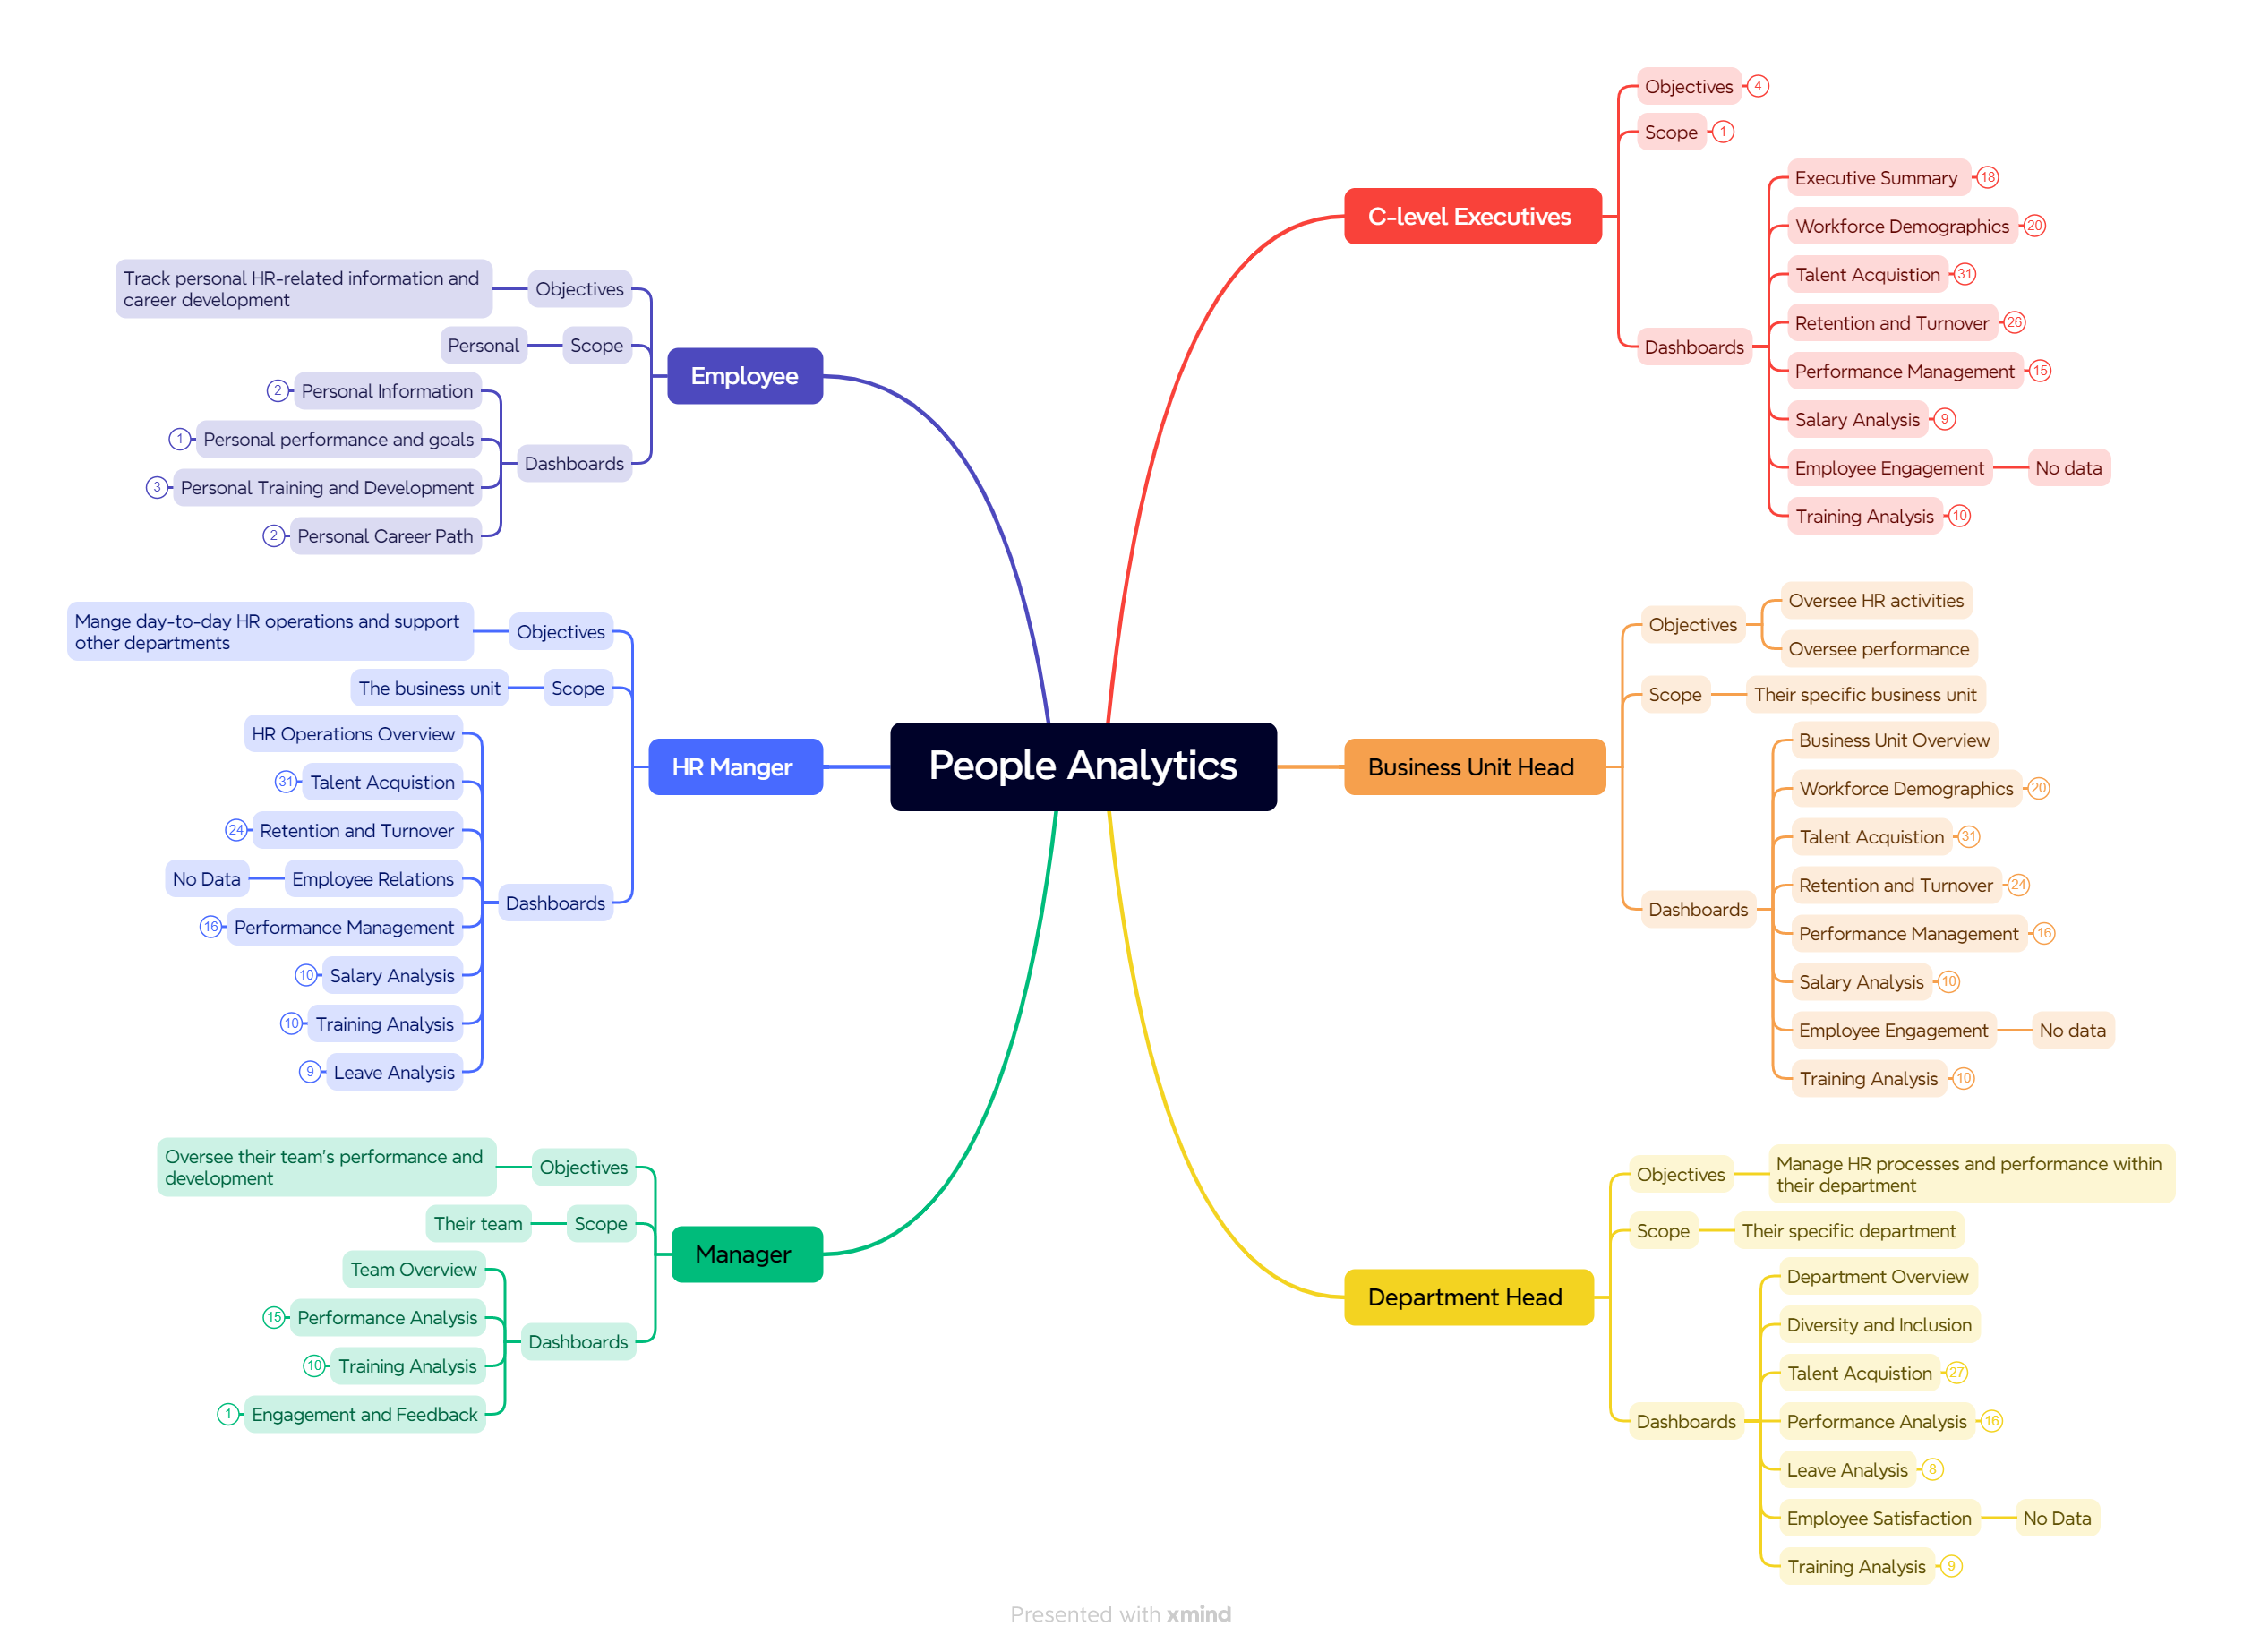 People Analytics
C-level Executives
Objectives
4
Scope
1
Dashboards
Executive Summary
18
Workforce Demographics
20
Talent Acquistion
31
Retention and Turnover
26
Performance Management
15
Salary Analysis
9
Employee Engagement
No data
Training Analysis
10
Business Unit Head
Objectives
Oversee HR activities
Oversee performance
Scope
Their specific business unit
Dashboards
Business Unit Overview
Workforce Demographics
20
Talent Acquistion
31
Retention and Turnover
24
Performance Management
16
Salary Analysis
10
Employee Engagement
No data
Training Analysis
10
Department Head
Objectives
Manage HR processes and performance within
their department
Scope
Their specific department
Dashboards
Department Overview
Diversity and Inclusion
Talent Acquistion
27
Performance Analysis
16
Leave Analysis
8
Employee Satisfaction
No Data
Training Analysis
9
Employee
Objectives
Track personal HR-related information and
career development
Scope
Personal
Dashboards
Personal Information
2
Personal performance and goals
1
Personal Training and Development
3
Personal Career Path
2
HR Manger
Objectives
Mange day-to-day HR operations and support
other departments
Scope
The business unit
Dashboards
HR Operations Overview
Talent Acquistion
31
Retention and Turnover
24
Employee Relations
No Data
Performance Management
16
Salary Analysis
10
Training Analysis
10
Leave Analysis
9
Manager
Objectives
Oversee their team's performance and
development
Scope
Their team
Dashboards
Team Overview
Performance Analysis
15
Training Analysis
10
Engagement and Feedback
1
Presented with xmind